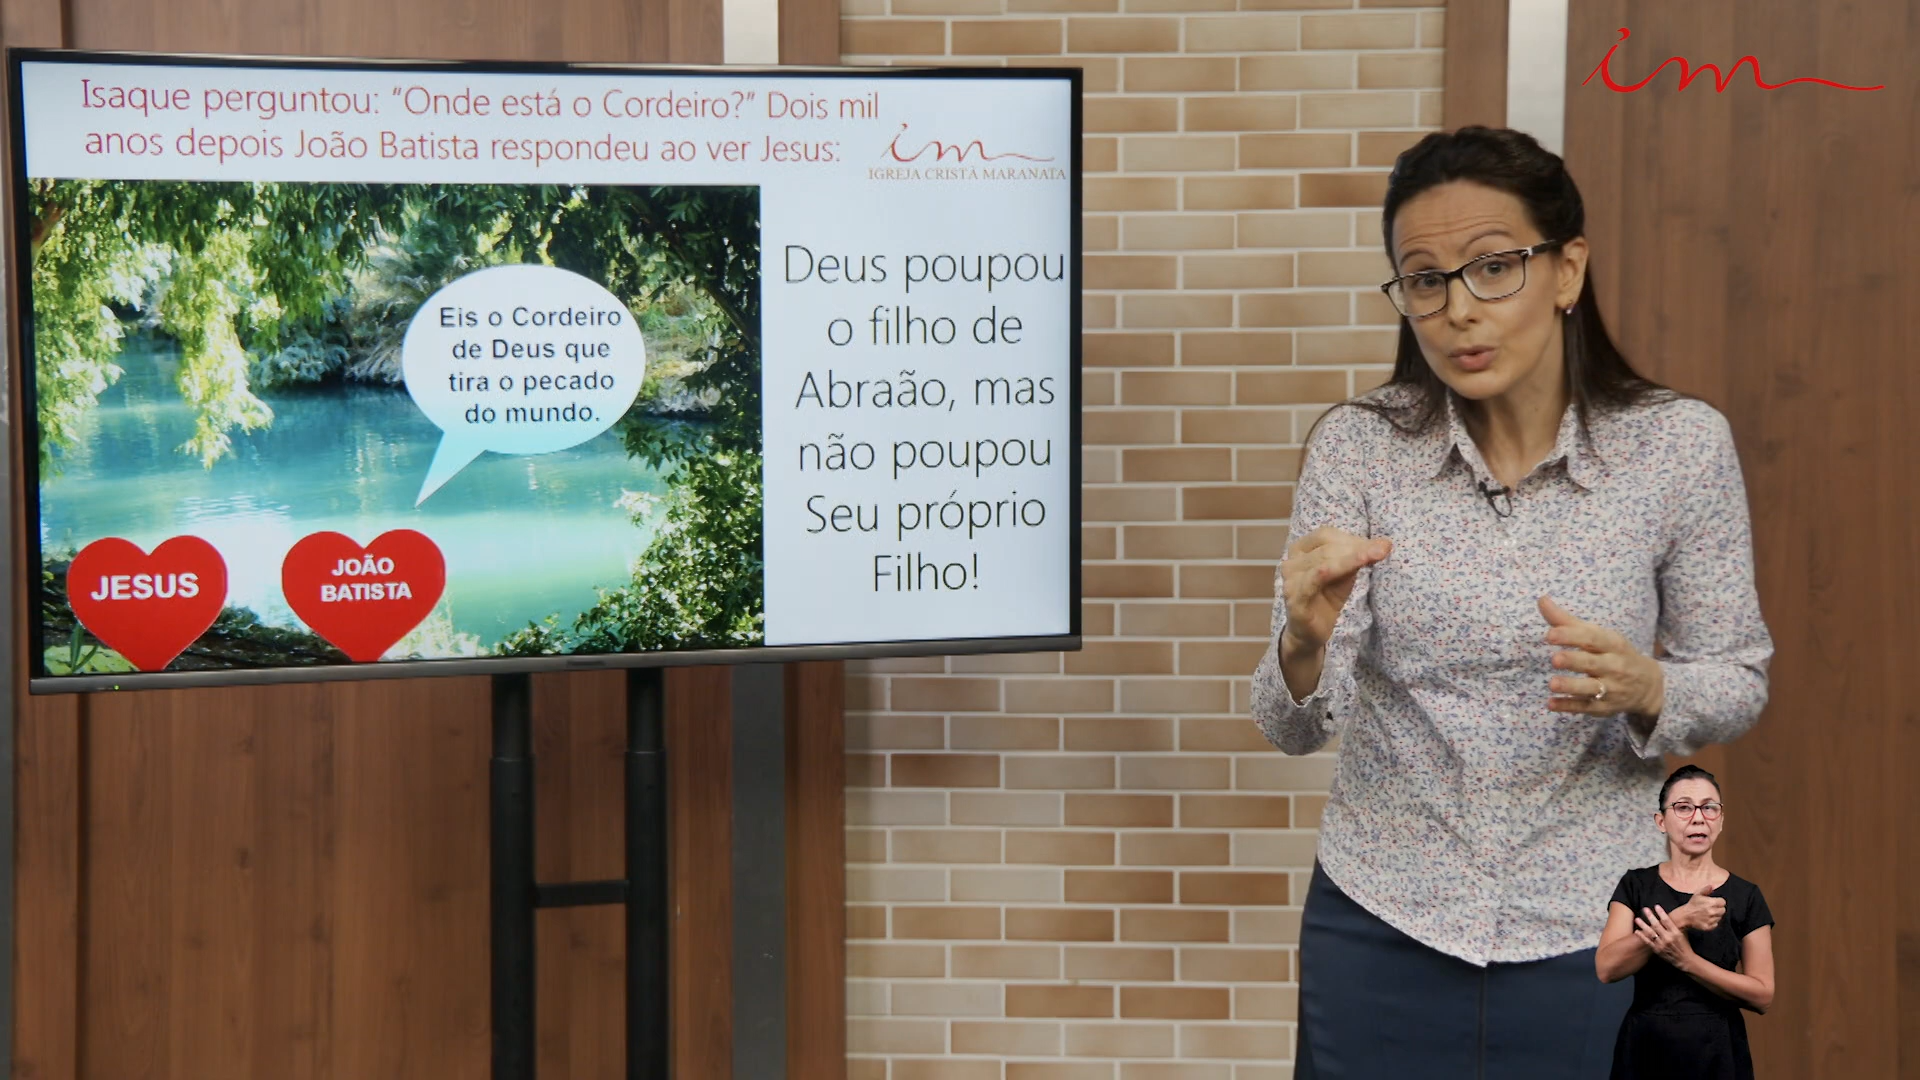 Isaque perguntou: “Onde está o Cordeiro?” Dois mil
anos depois João Batista respondeu ao ver Jesus:
im
IGREJA CRISTÃ MARANATA
Eis o Cordeiro
de Deus que
tira o pecado
do mundo.
JESUS
JOÃO
BATISTA
Deus poupou
o filho de
Abraão, mas
não poupou
Seu próprio
Filho!
im